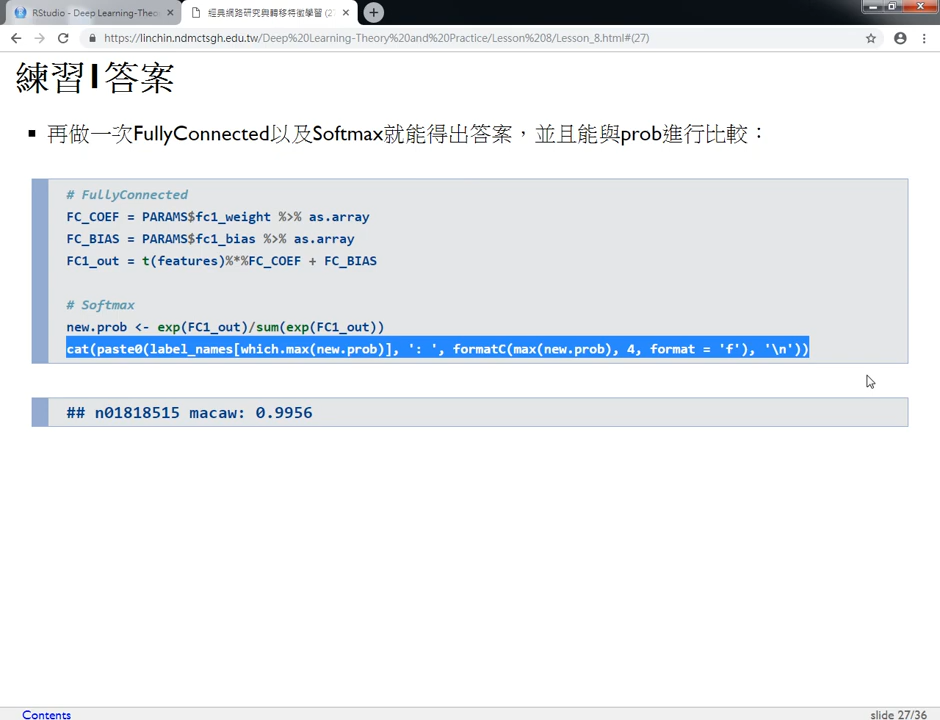 RStudio - Deep Learning-Theo
經典網路研究與轉移特徵學習 (2
https://linchin.ndmctsgh.edu.tw/Deep%20Learning-Theory%20and%20Practice/Lesson%208/Lesson_8.html#(27)
練習1答案
再做一次FullyConnected以及Softmax就能得出答案，並且能與prob進行比較：
# FullyConnected
FC_COEF = PARAMS$fc1_weight %>% as.array
FC_BIAS = PARAMS$fc1_bias %>% as.array
FC1_out = t(features)%*%FC_COEF + FC_BIAS
# Softmax
new.prob <- exp(FC1_out)/sum(exp(FC1_out))
cat(paste0(label_names[which.max(new.prob)], ': ', formatC(max(new.prob), 4, format = 'f'), '\n'))
## n01818515 macaw: 0.9956
Contents
slide 27/36